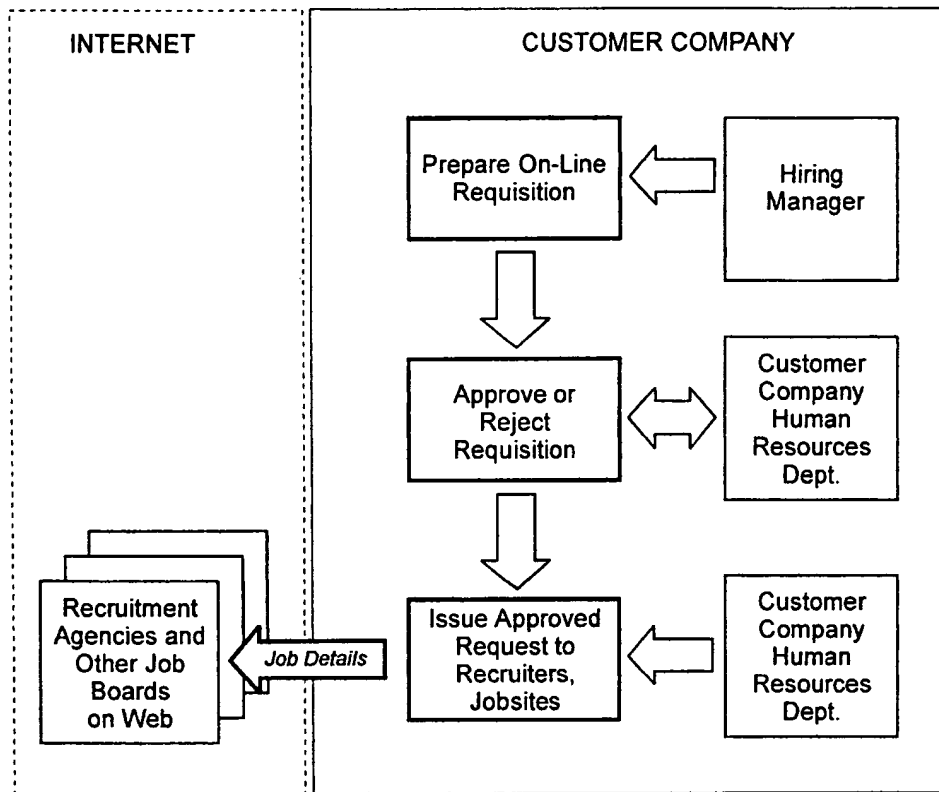 INTERNET
CUSTOMER COMPANY
Prepare On-Line
Requisition
Hiring
Manager
Approve or
Reject
Requisition
Customer
Company
Human
Resources
Dept.
Recruitment
Agencies and
Other Job
Boards
on Web
Job Details
Issue Approved
Request to
Recruiters,
Jobsites
Customer
Company
Human
Resources
Dept.